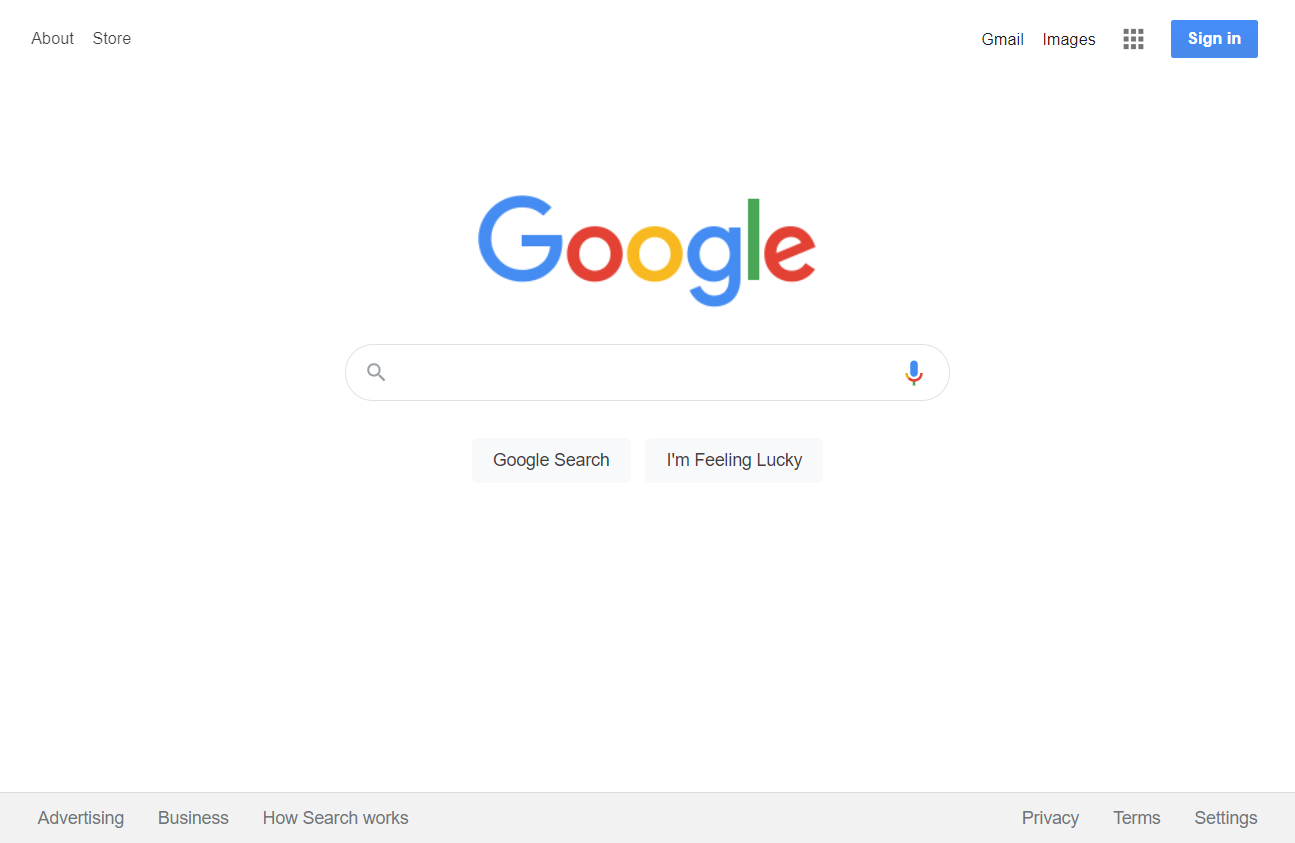 About Store Gmail Images Sign in
Google
Google Search I'm Feeling Lucky
Advertising Business How Search works Privacy Terms Settings